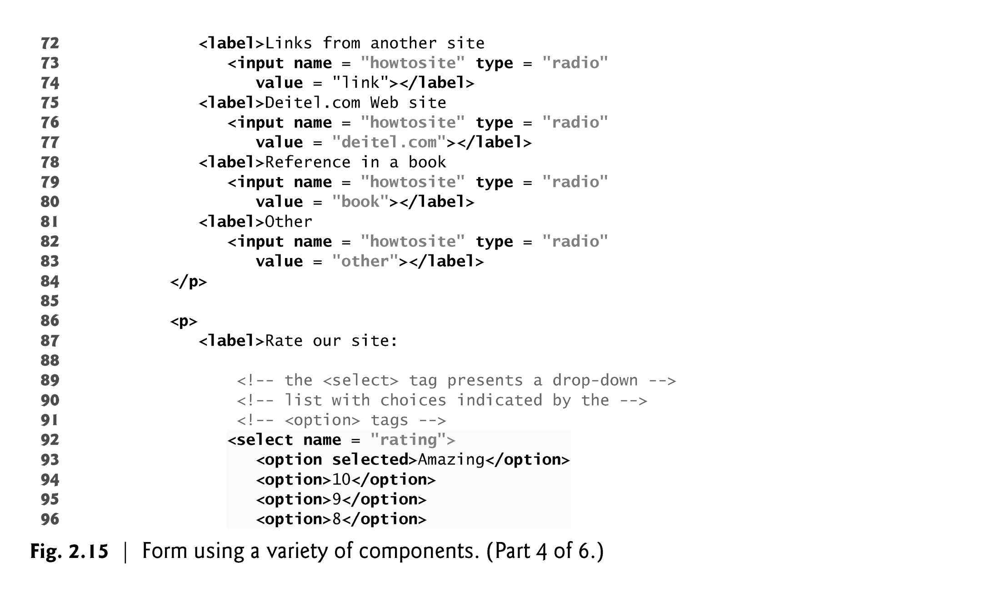 72 <label>Links from another site
73 <input name = "howtosite" type = "radio"
74 value = "link"></label>
75 <label>Deitel.com Web site
76 <input name = "howtosite" type = "radio"
77 value = "deitel.com"></label>
78 <label>Reference in a book
79 <input name = "howtosite" type = "radio"
80 value = "book"></label>
81 <label>Other
82 <input name = "howtosite" type = "radio"
83 value = "other"></label>
84 </p>
85
86 <p>
87 <label>Rate our site:
88
89 <!-- the <select> tag presents a drop-down -->
90 <!-- list with choices indicated by the -->
91 <!-- <option> tags -->
92 <select name = "rating">
93 <option selected>Amazing</option>
94 <option>10</option>
95 <option>9</option>
96 <option>8</option>
Fig. 2.15 | Form using a variety of components. (Part 4 of 6.)